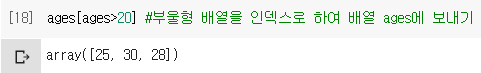 [18] ages[ages>20] #부울형 배열을 인덱스로 하여 배열 ages에 보내기
array([25, 30, 28])